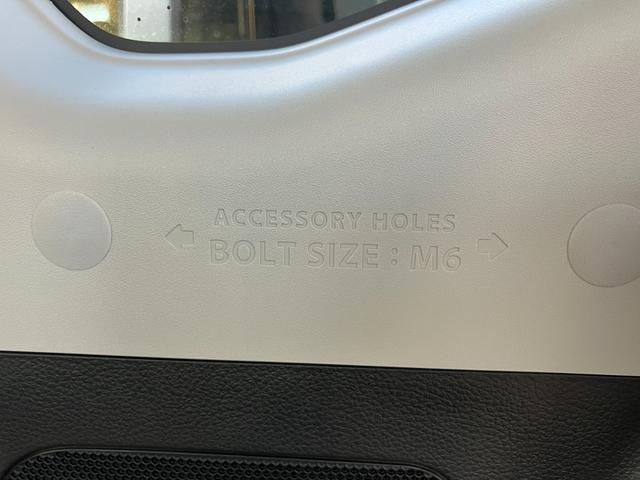 ACCESSORY HOLES
BOLT SIZE : M6